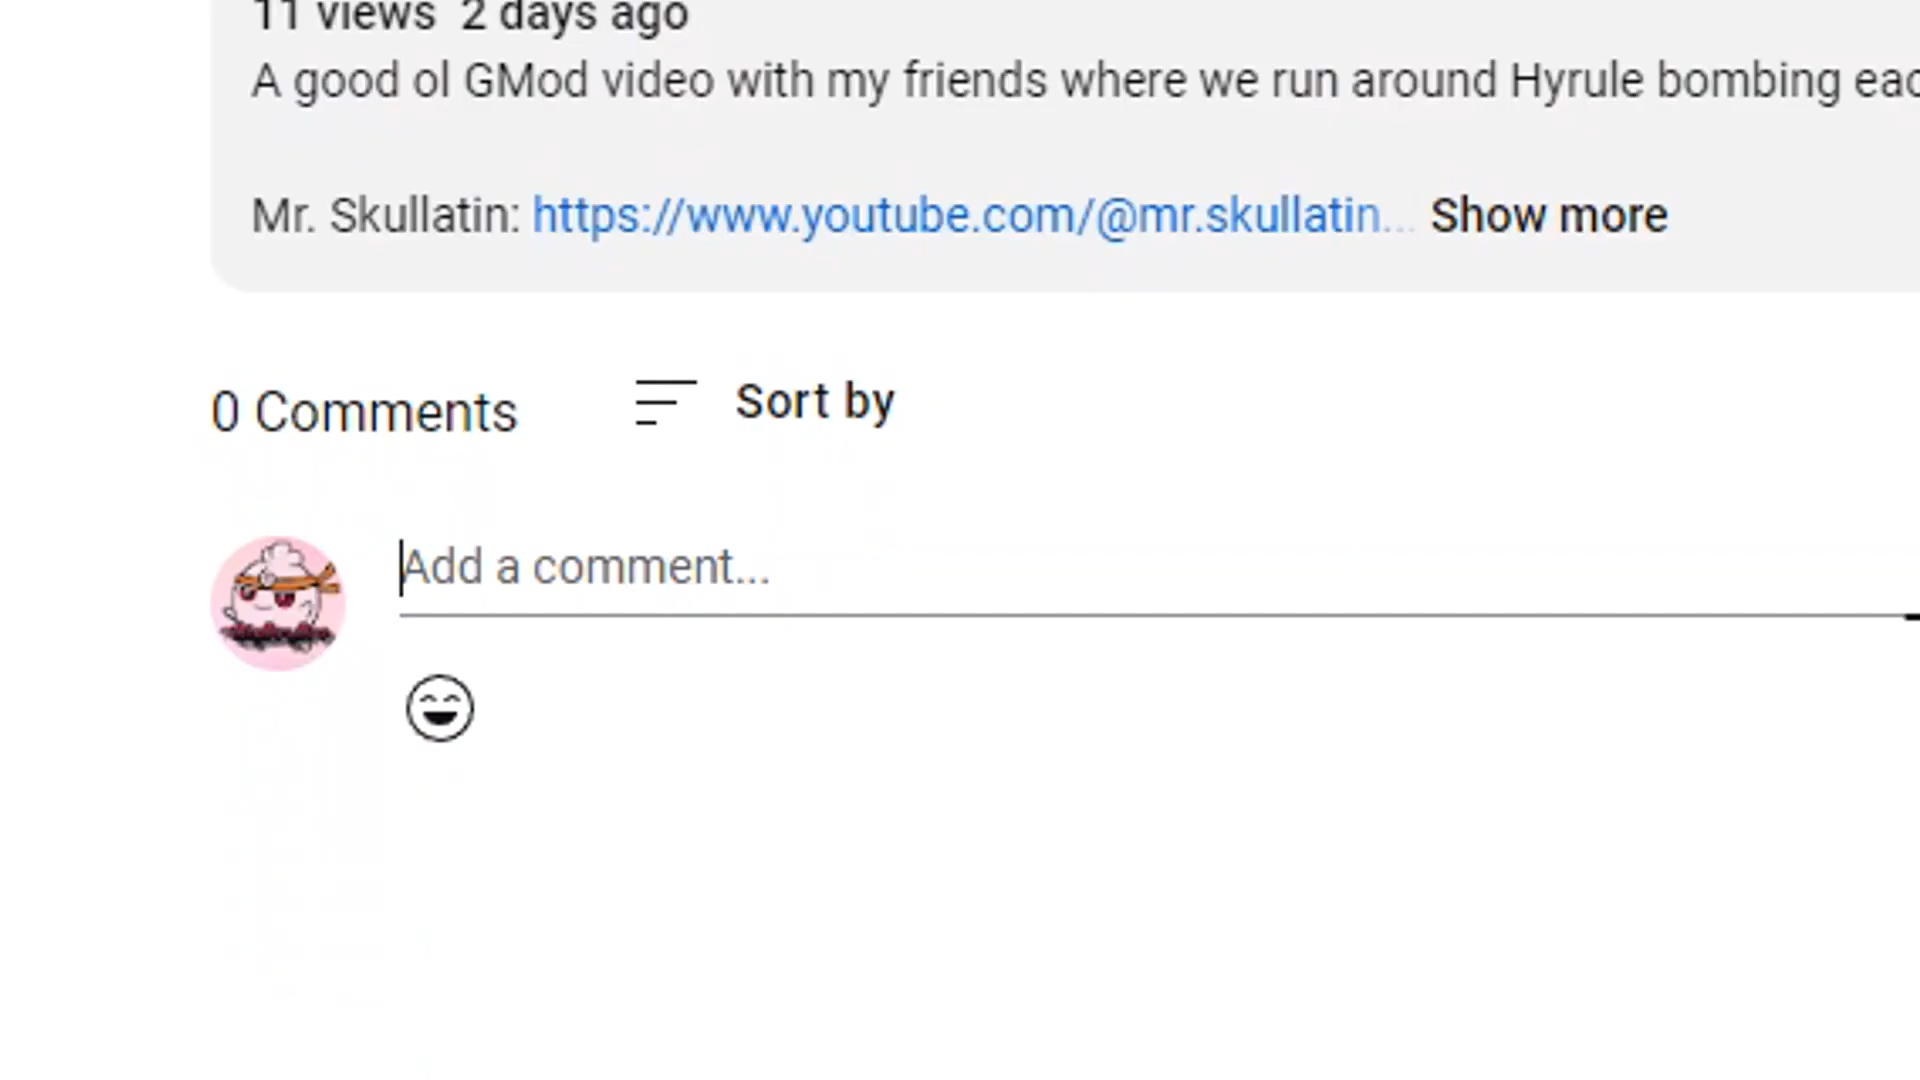 11 views 2 days ago
A good ol GMod video with my friends where we run around Hyrule bombing
Mr. Skullatin: https://www.youtube.com/@mr.skullatin... Show more
0 Comments
Sort by
Add a comment...